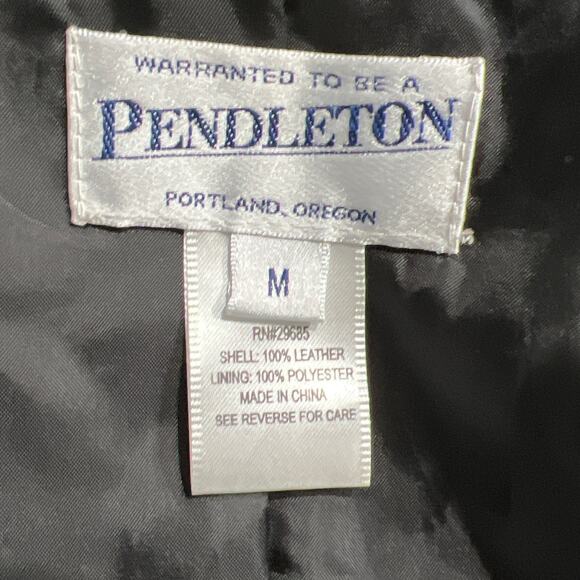 WARRANTED TO BE A
PENDLETON
PORTLAND, OREGON
M
RN#29685
SHELL: 100% LEATHER
LINING: 100% POLYESTER
MADE IN CHINA
SEE REVERSE FOR CARE